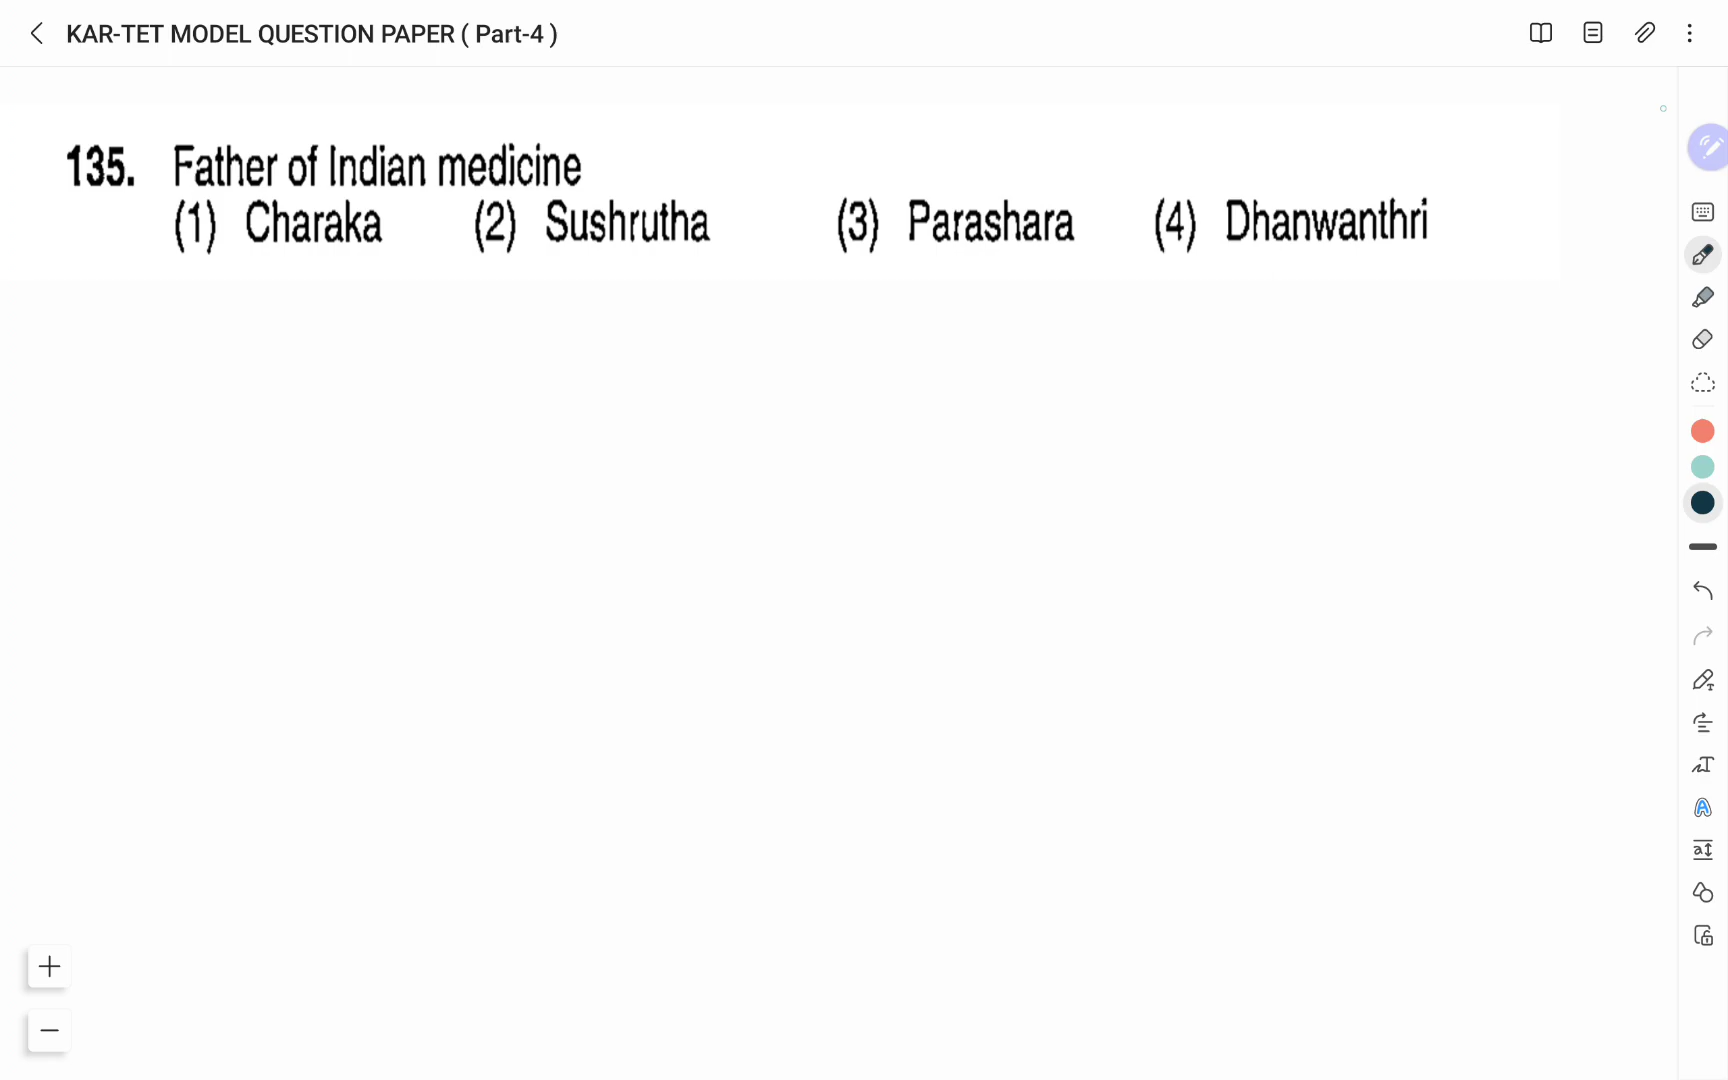 KAR-TET MODEL QUESTION PAPER ( Part-4 )
135. Father of Indian medicine
(1) Charaka (2) Sushrutha (3) Parashara (4) Dhanwanthri